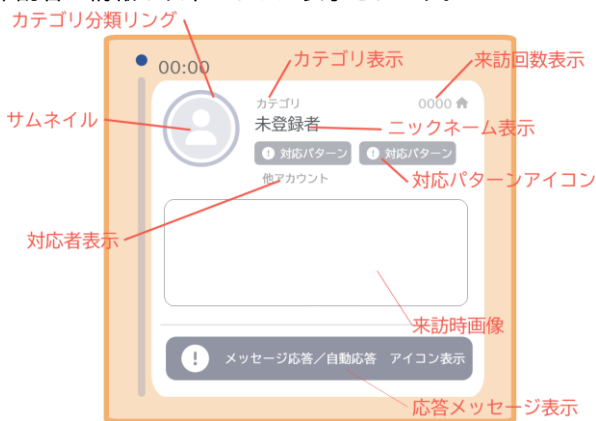 カテゴリ分類リング
00:00
カテゴリ表示
来訪回数表示
カテゴリ
0000
サムネイル
未登録者
ニックネーム表示
対応パターン
対応パターン
他アカウント
対応パターンアイコン
対応者表示
来訪時画像
メッセージ応答／自動応答 アイコン表示
応答メッセージ表示